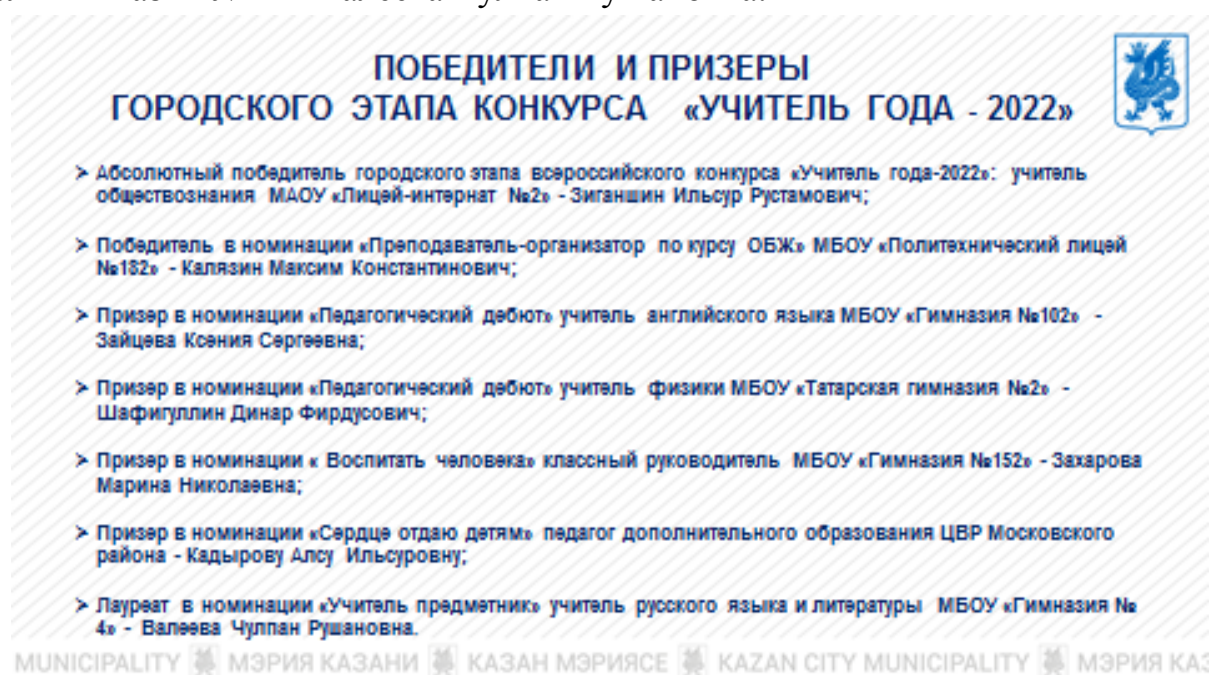 ПОБЕДИТЕЛИ И ПРИЗЕРЫ
ГОРОДСКОГО ЭТАПА КОНКУРСА «УЧИТЕЛЬ ГОДА - 2022»
➤ Абсолютный победитель городского этапа всероссийского конкурса «Учитель года-2022»: учитель
обществознания МАОУ «Лицей-интернат №2» - Зиганшин Ильсур Рустамович;
➤ Победитель в номинации «Преподаватель-организатор по курсу ОБЖ» МБОУ «Политехнический лицей
№182» - Калязин Максим Константинович;
➤ Призер в номинации «Педагогический дебют» учитель английского языка МБОУ «Гимназия №102» -
Зайцева Ксения Сергеевна;
➤ Призер в номинации «Педагогический дебют» учитель физики МБОУ «Татарская гимназия №2» -
Шафигуллин Динар Фирдусович;
➤ Призер в номинации « Воспитать человека» классный руководитель МБОУ «Гимназия №152» - Захарова
Марина Николаевна;
➤ Призер в номинации «Сердце отдаю детям» педагог дополнительного образования ЦВР Московского
района - Кадырову Алсу Ильсуровну;
➤ Лауреат в номинации «Учитель предметник» учитель русского языка и литературы МБОУ «Гимназия №
4» - Валеева Чулпан Рушановна.
MUNICIPALITY МЭРИЯ КАЗАНИ КАЗАН МЭРИЯСЕ KAZAN CITY MUNICIPALITY МЭРИЯ КАЗ